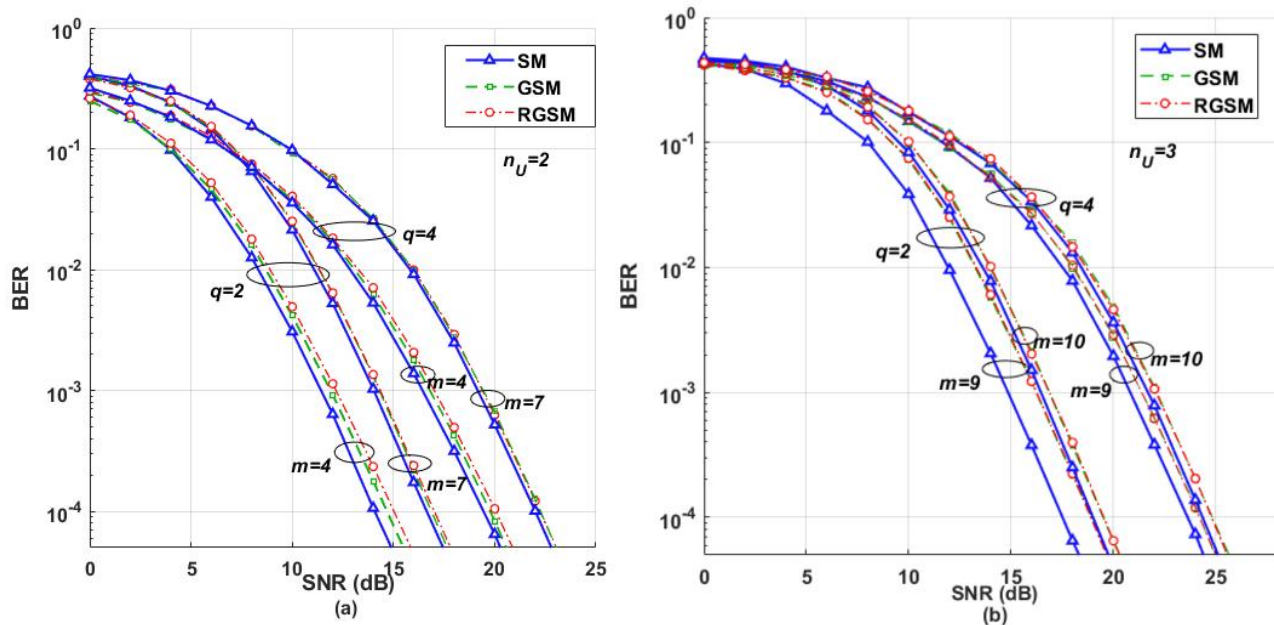 10^0
10^-1
10^-2
10^-3
10^-4
BER
0 5 10 15 20 25
SNR (dB)
(a)
SM
GSM
RGSM
n_U=2
q=4
q=2
m=4
m=7
m=4
m=7
10^0
10^-1
10^-2
10^-3
10^-4
BER
0 5 10 15 20 25
SNR (dB)
(b)
SM
GSM
RGSM
n_U=3
q=4
q=2
m=10
m=10
m=9
m=9